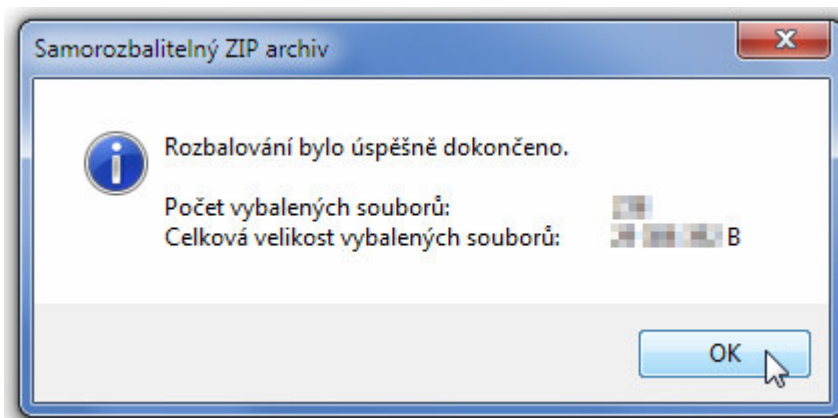 Samorozbalitelný ZIP archiv
Rozbalování bylo úspěšně dokončeno.
Počet vybalených souborů:
Celková velikost vybalených souborů: B
OK